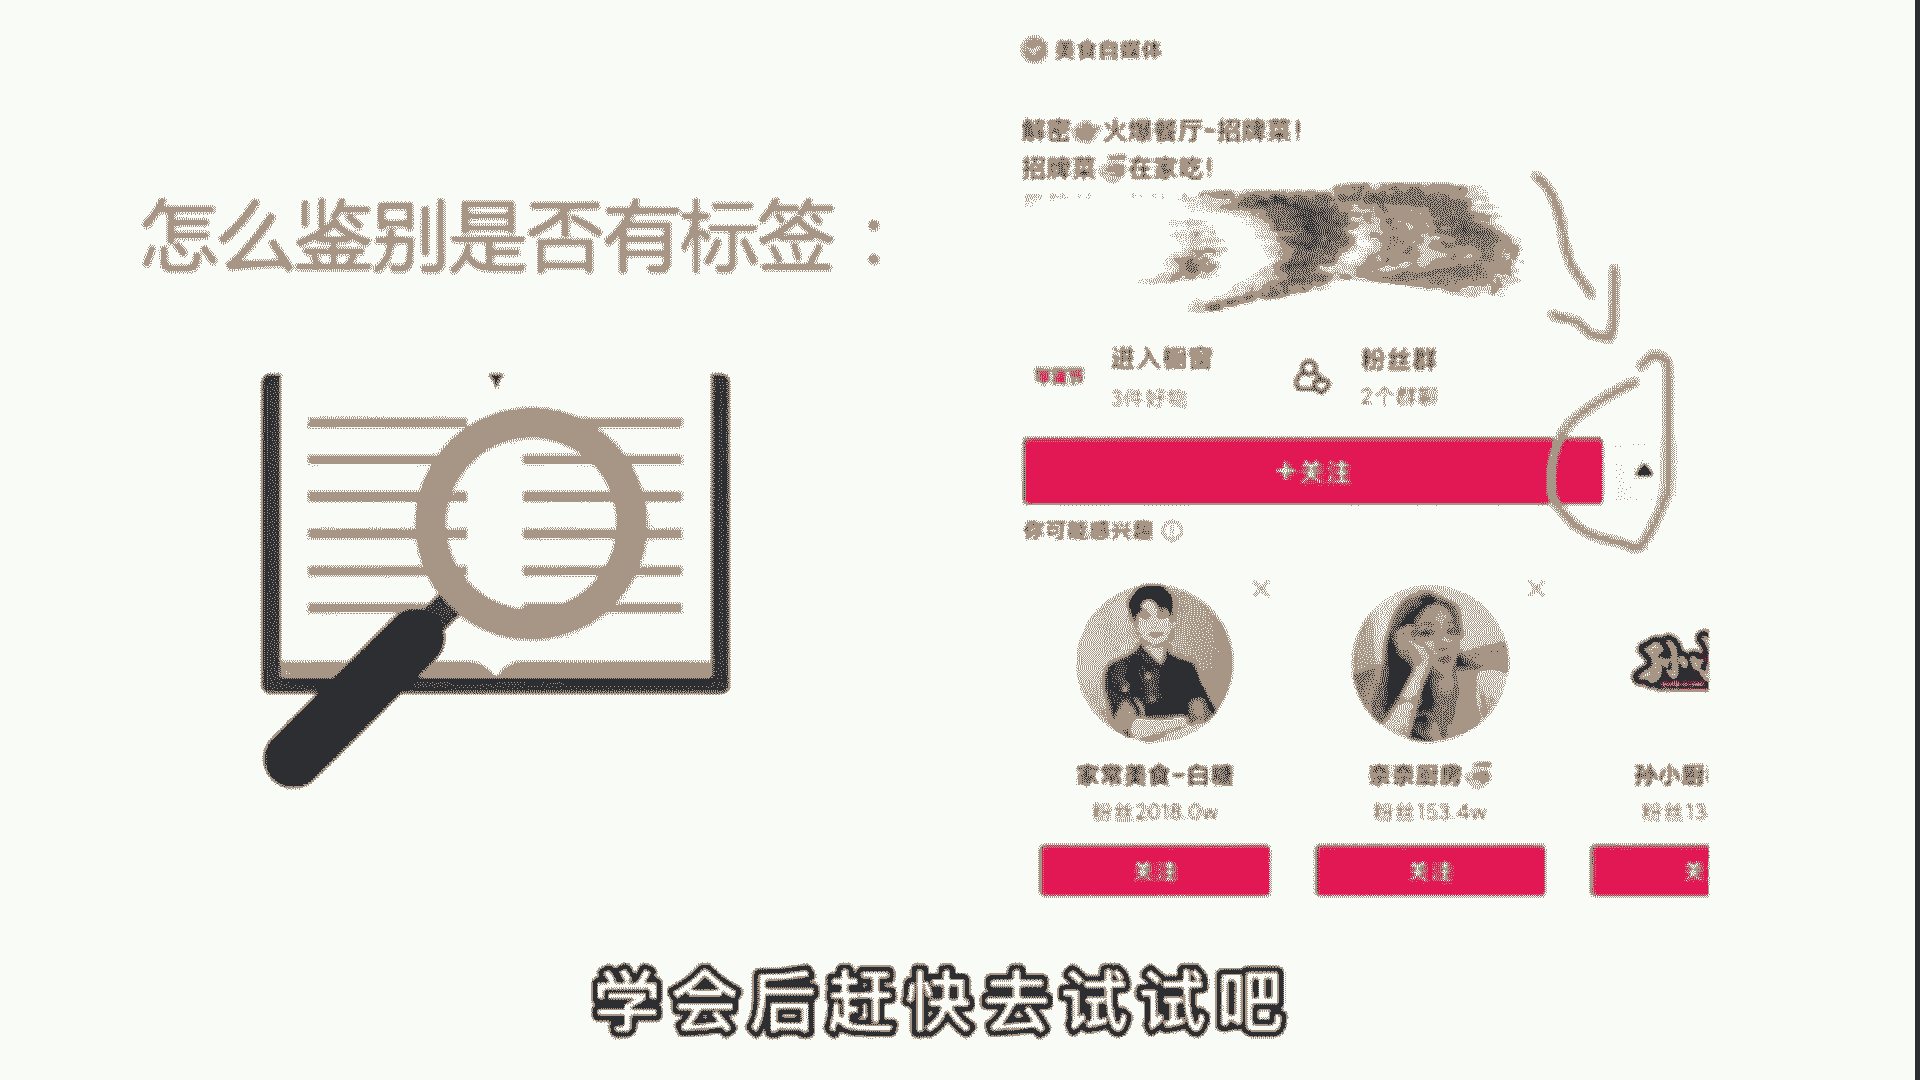 怎么鉴别是否有标签：
美食自媒体
解密👉火爆餐厅-招牌菜！
招牌菜🍜在家吃！
进入橱窗
3件好物
粉丝群
2个群聊
+关注
你可能感兴趣
家常美食-白糖
粉丝2018.0w
关注
奈奈厨房
粉丝153.4w
关注
孙小厨
粉丝13
关
学会后赶快去试试吧